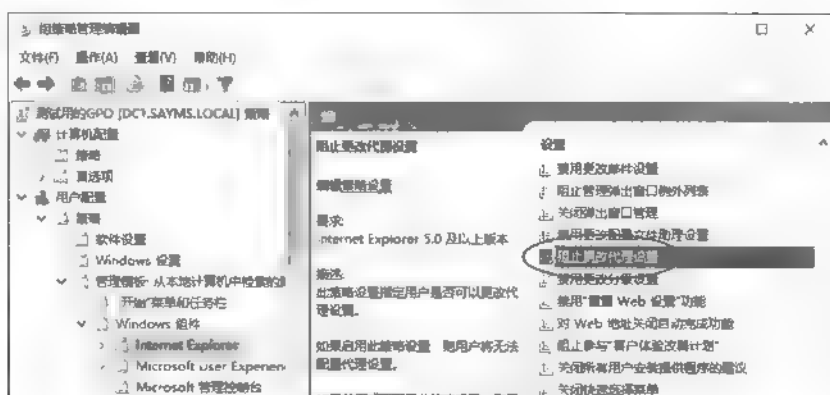 组策略管理编辑器
文件(F) 操作(A) 查看(V) 帮助(H)
测试用的GPO [DC1.SAYMS.LOCAL] 策略
计算机配置
策略
首选项
用户配置
策略
软件设置
Windows 设置
管理模板: 从本地计算机中检索的
"开始"菜单和任务栏
Windows 组件
Internet Explorer
Microsoft User Experien
Microsoft 管理控制台
阻止更改代理设置
编辑策略设置
要求:
Internet Explorer 5.0 及以上版本
描述:
此策略设置指定用户是否可以更改代
理设置。
如果启用此策略设置，则用户将无法
配置代理设置。
设置
禁用更改邮件设置
阻止管理弹出窗口例外列表
关闭弹出窗口管理
禁用更改配置文件助理设置
阻止更改代理设置
禁用更改分级设置
禁用"重置 Web 设置"功能
对 Web 地址关闭自动完成功能
阻止参与"客户体验改善计划"
关闭所有用户安装提供程序的建议
关闭快速选择菜单